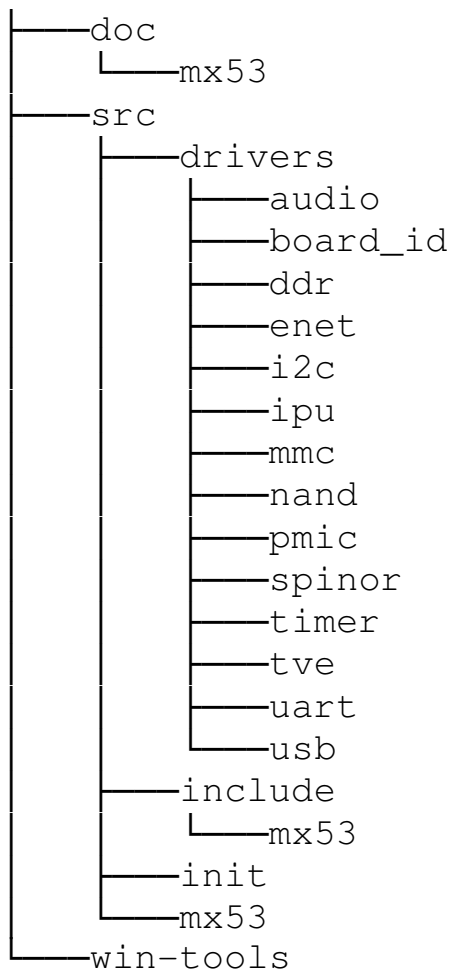 doc
mx53
src
drivers
audio
board_id
ddr
enet
i2c
ipu
mmc
nand
pmic
spinor
timer
tve
uart
usb
include
mx53
init
mx53
win-tools